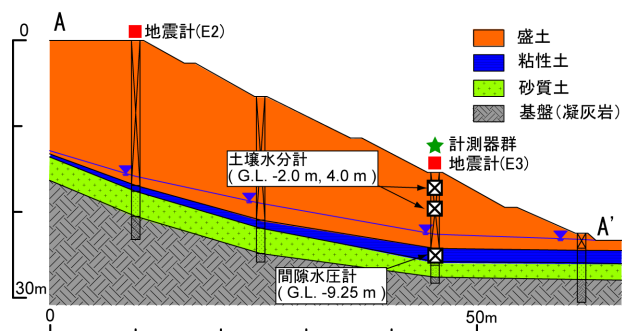 0
A
地震計(E2)
盛土
粘性土
砂質土
基盤(凝灰岩)
計測器群
地震計(E3)
土壌水分計
( G.L. -2.0 m, 4.0 m )
A'
間隙水圧計
( G.L. -9.25 m )
30m
0
50m